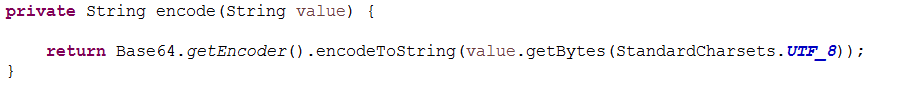 private String encode(String value) {
    return Base64.getEncoder().encodeToString(value.getBytes(StandardCharsets.UTF_8));
}